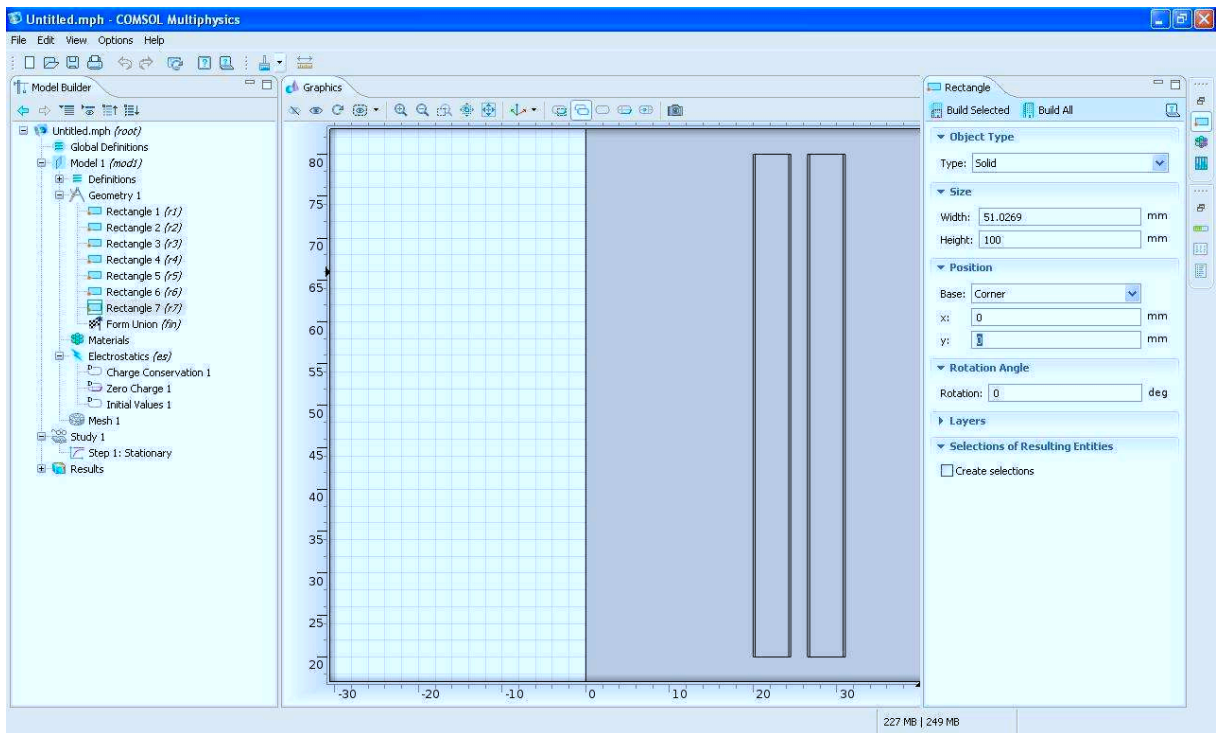 Untitled.mph - COMSOL Multiphysics
File Edit View Options Help
Model Builder
Untitled.mph (root)
Global Definitions
Model 1 (mod1)
Definitions
Geometry 1
Rectangle 1 (r1)
Rectangle 2 (r2)
Rectangle 3 (r3)
Rectangle 4 (r4)
Rectangle 5 (r5)
Rectangle 6 (r6)
Rectangle 7 (r7)
Form Union (fin)
Materials
Electrostatics (es)
Charge Conservation 1
Zero Charge 1
Initial Values 1
Mesh 1
Study 1
Step 1: Stationary
Results
Graphics
80
75
70
65
60
55
50
45
40
35
30
25
20
-30 -20 -10 0 10 20 30
Rectangle
Build Selected Build All
Object Type
Type: Solid
Size
Width: 51.0269 mm
Height: 100 mm
Position
Base: Corner
x: 0 mm
y: 0 mm
Rotation Angle
Rotation: 0 deg
Layers
Selections of Resulting Entities
Create selections
227 MB | 249 MB